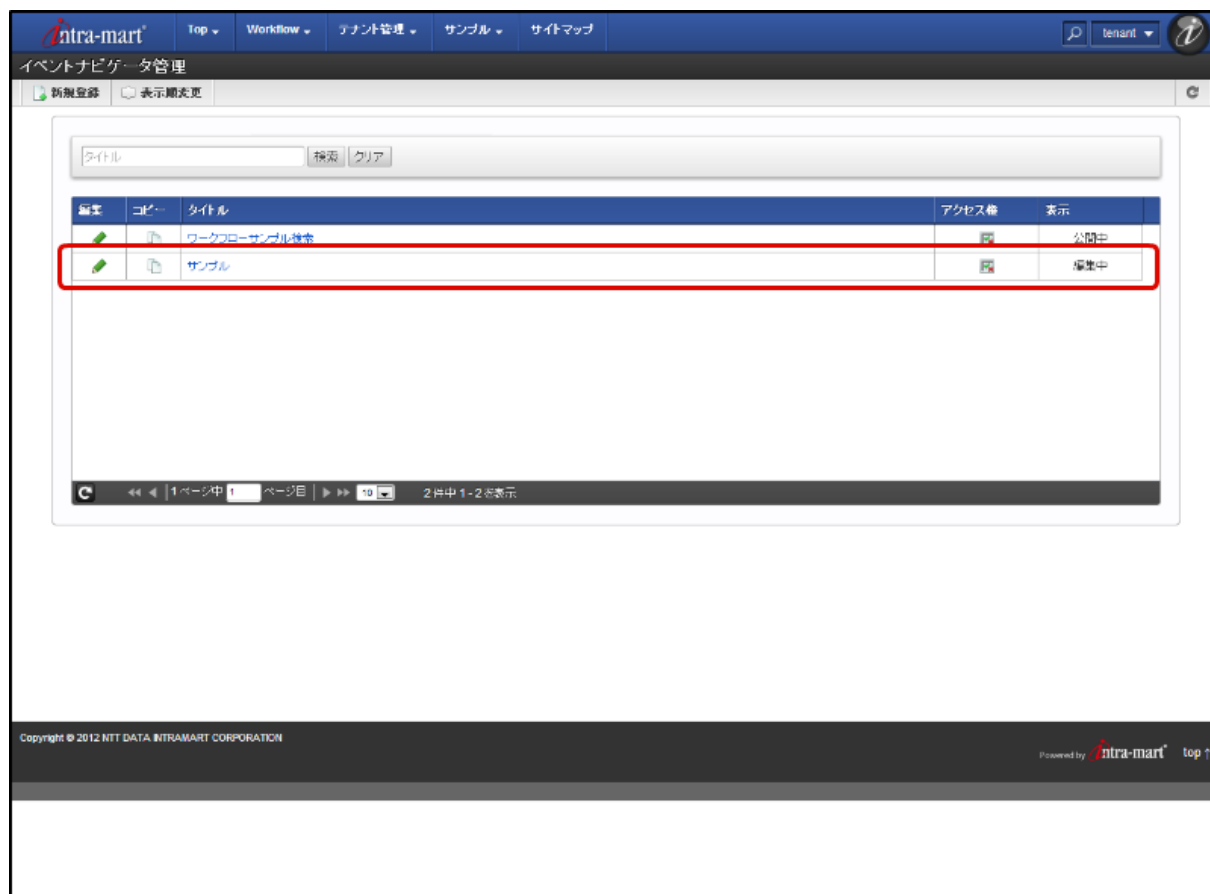 intra-mart Top Workflow テナント管理 サンプル サイトマップ tenant
イベントナビゲータ管理
新規登録 表示順変更
タイトル 検索 クリア
編集 コピー タイトル アクセス権 表示
ワークフローサンプル検索 公開中
サンプル 編集中
1 ページ中 1 ページ目 10 2 件中 1 - 2 を表示
Copyright © 2012 NTT DATA INTRAMART CORPORATION
Powered by intra-mart top ↑